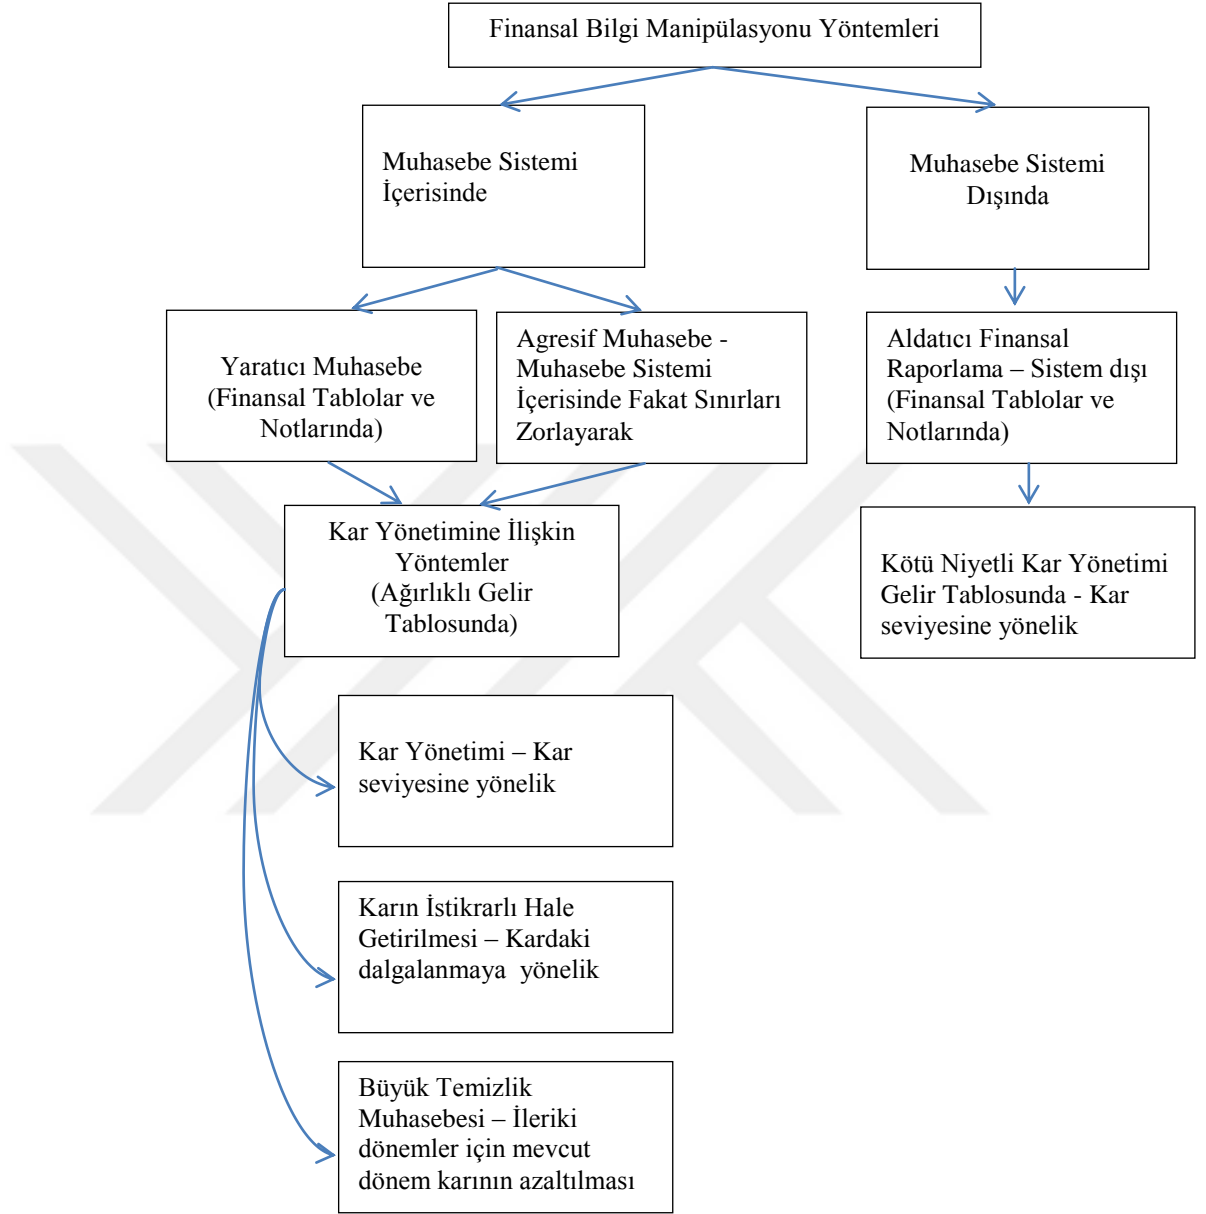 Finansal Bilgi Manipülasyonu Yöntemleri
Muhasebe Sistemi
İçerisinde
Muhasebe Sistemi
Dışında
Yaratıcı Muhasebe
(Finansal Tablolar ve
Notlarında)
Agresif Muhasebe -
Muhasebe Sistemi
İçerisinde Fakat Sınırları
Zorlayarak
Aldatıcı Finansal
Raporlama – Sistem dışı
(Finansal Tablolar ve
Notlarında)
Kar Yönetimine İlişkin
Yöntemler
(Ağırlıklı Gelir
Tablosunda)
Kötü Niyetli Kar Yönetimi
Gelir Tablosunda - Kar
seviyesine yönelik
Kar Yönetimi – Kar
seviyesine yönelik
Karın İstikrarlı Hale
Getirilmesi – Kardaki
dalgalanmaya  yönelik
Büyük Temizlik
Muhasebesi – İleriki
dönemler için mevcut
dönem karının azaltılması